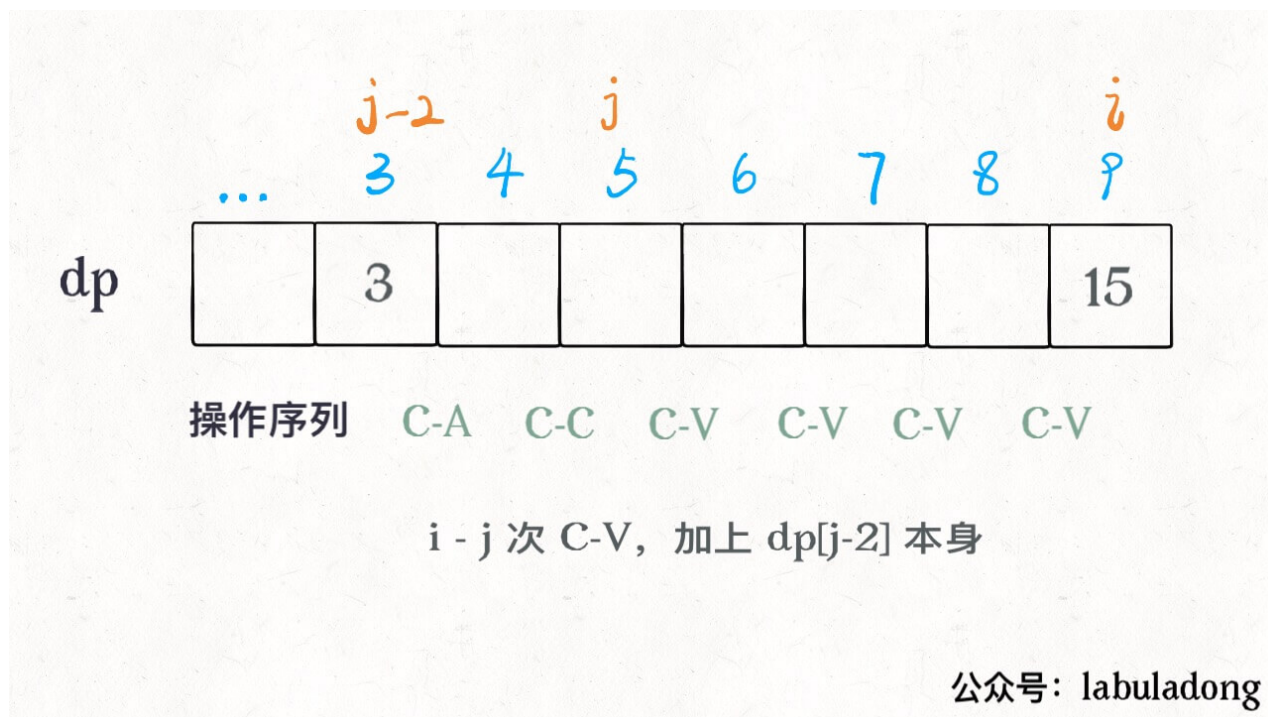 j-2 j i
... 3 4 5 6 7 8 9
dp 3 15
操作序列 C-A C-C C-V C-V C-V C-V
i - j 次 C-V，加上 dp[j-2] 本身
公众号：labuladong